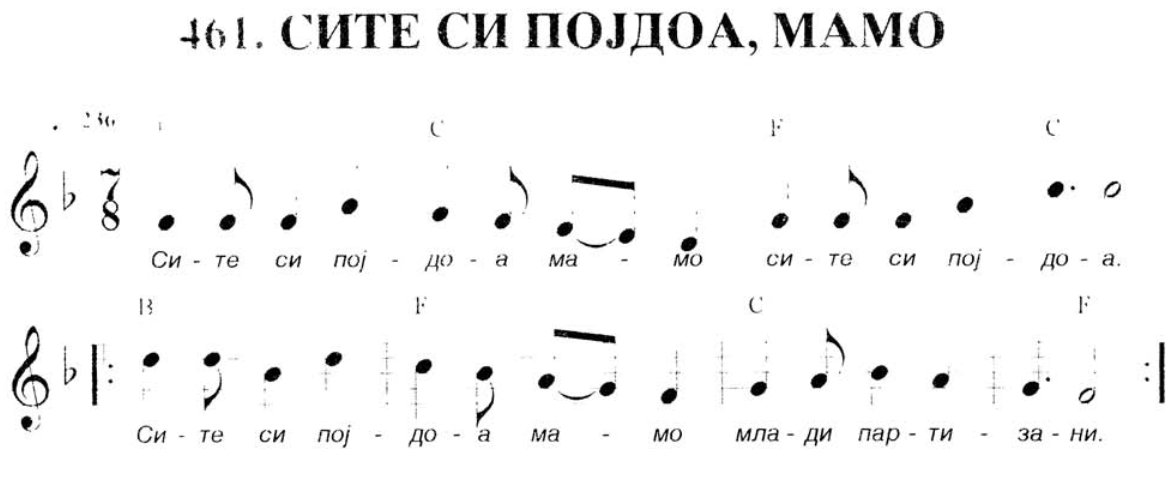 461. СИТЕ СИ ПОЈДОА, МАМО
236 C F C
7
8
Си - те си пој - до - а ма - мо си - те си пој - до - а.
B F C F
Си - те си пој - до - а ма - мо мла - ди пар - ти - за - ни.